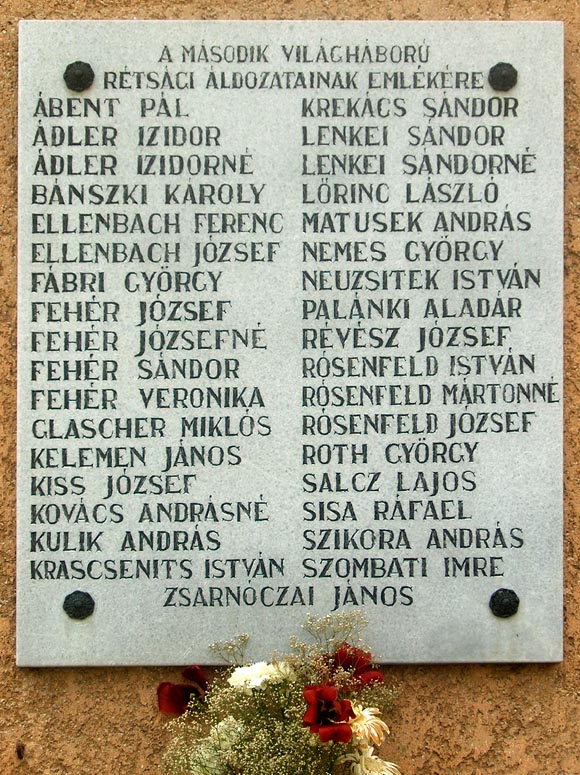 A MÁSODIK VILÁGHÁBORÚ
RÉTSÁGI ÁLDOZATAINAK EMLÉKÉRE
ÁBENT PÁL
ÁDLER IZIDOR
ÁDLER IZIDORNÉ
BÁNSZKI KÁROLY
ELLENBACH FERENC
ELLENBACH JÓZSEF
FÁBRI GYÖRGY
FEHÉR JÓZSEF
FEHÉR JÓZSEFNÉ
FEHÉR SÁNDOR
FEHÉR VERONIKA
GLASCHER MIKLÓS
KELEMEN JÁNOS
KISS JÓZSEF
KOVÁCS ANDRÁSNÉ
KULIK ANDRÁS
KRASCSENITS ISTVÁN
KREKÁCS SÁNDOR
LENKEI SÁNDOR
LENKEI SÁNDORNÉ
LŐRINC LÁSZLÓ
MATUSEK ANDRÁS
NEMES GYÖRGY
NEUZSITEK ISTVÁN
PALÁNKI ALADÁR
RÉVÉSZ JÓZSEF
RÓSENFELD ISTVÁN
RÓSENFELD MÁRTONNÉ
RÓSENFELD JÓZSEF
ROTH GYÖRGY
SALCZ LAJOS
SISA RÁFAEL
SZIKORA ANDRÁS
SZOMBATI IMRE
ZSARNÓCZAI JÁNOS